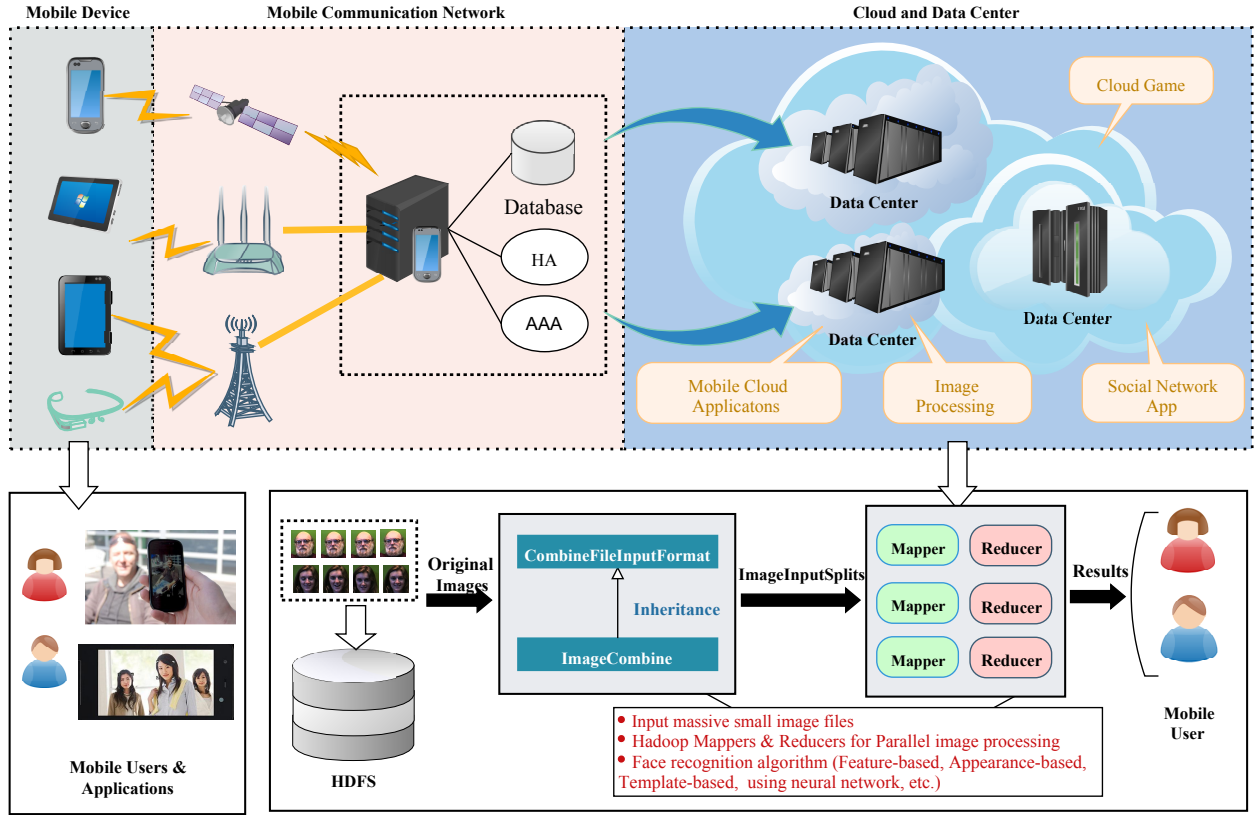 Mobile Device
Mobile Communication Network
Cloud and Data Center
Cloud Game
Database
HA
AAA
Data Center
Data Center
Data Center
Mobile Cloud
Applicatons
Image
Processing
Social Network
App
Mobile Users &
Applications
HDFS
Original
Images
CombineFileInputFormat
Inheritance
ImageCombine
ImageInputSplits
Mapper
Reducer
Mapper
Reducer
Mapper
Reducer
Results
Mobile
User
• Input massive small image files
• Hadoop Mappers & Reducers for Parallel image processing
• Face recognition algorithm (Feature-based, Appearance-based,
Template-based, using neural network, etc.)